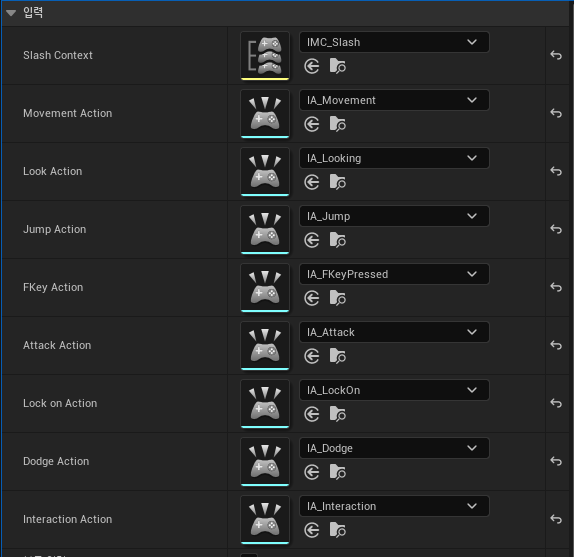 입력
Slash Context
IMC_Slash
Movement Action
IA_Movement
Look Action
IA_Looking
Jump Action
IA_Jump
FKey Action
IA_FKeyPressed
Attack Action
IA_Attack
Lock on Action
IA_LockOn
Dodge Action
IA_Dodge
Interaction Action
IA_Interaction